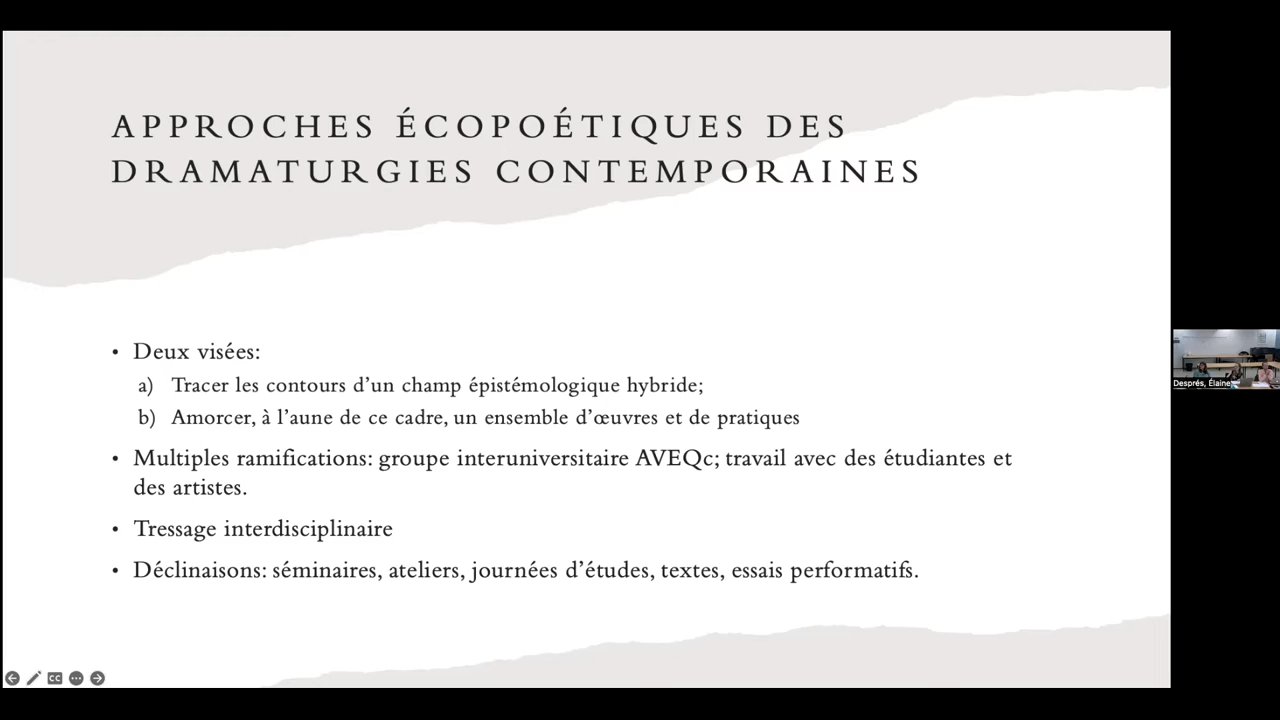 APPROCHES ÉCOPOÉTIQUES DES
DRAMATURGIES CONTEMPORAINES
• Deux visées:
a) Tracer les contours d’un champ épistémologique hybride;
b) Amorcer, à l’aune de ce cadre, un ensemble d’œuvres et de pratiques
• Multiples ramifications: groupe interuniversitaire AVEQc; travail avec des étudiantes et
des artistes.
• Tressage interdisciplinaire
• Déclinaisons: séminaires, ateliers, journées d’études, textes, essais performatifs.
Després, Élaine
CC